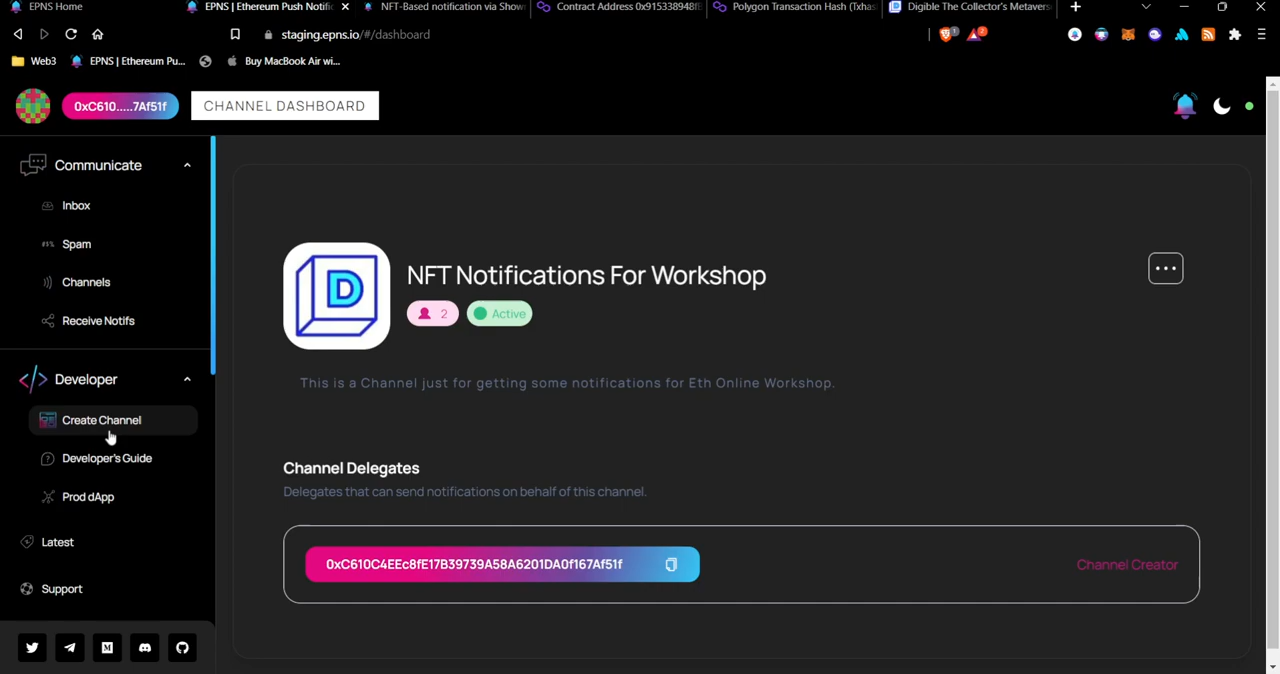 EPNS Home
EPNS | Ethereum Push Notific
NFT-Based notification via Show
Contract Address 0x915338948f
Polygon Transaction Hash (Txhas
Digible The Collector's Metaverse
staging.epns.io/#/dashboard
1
2
Web3
EPNS | Ethereum Pu...
Buy MacBook Air wi...
0xC610.....7Af51f
CHANNEL DASHBOARD
Communicate
Inbox
Spam
Channels
Receive Notifs
Developer
Create Channel
Developer's Guide
Prod dApp
Latest
Support
D
NFT Notifications For Workshop
2
Active
This is a Channel just for getting some notifications for Eth Online Workshop.
Channel Delegates
Delegates that can send notifications on behalf of this channel.
0xC610C4EEc8fE17B39739A58A6201DA0f167Af51f
Channel Creator